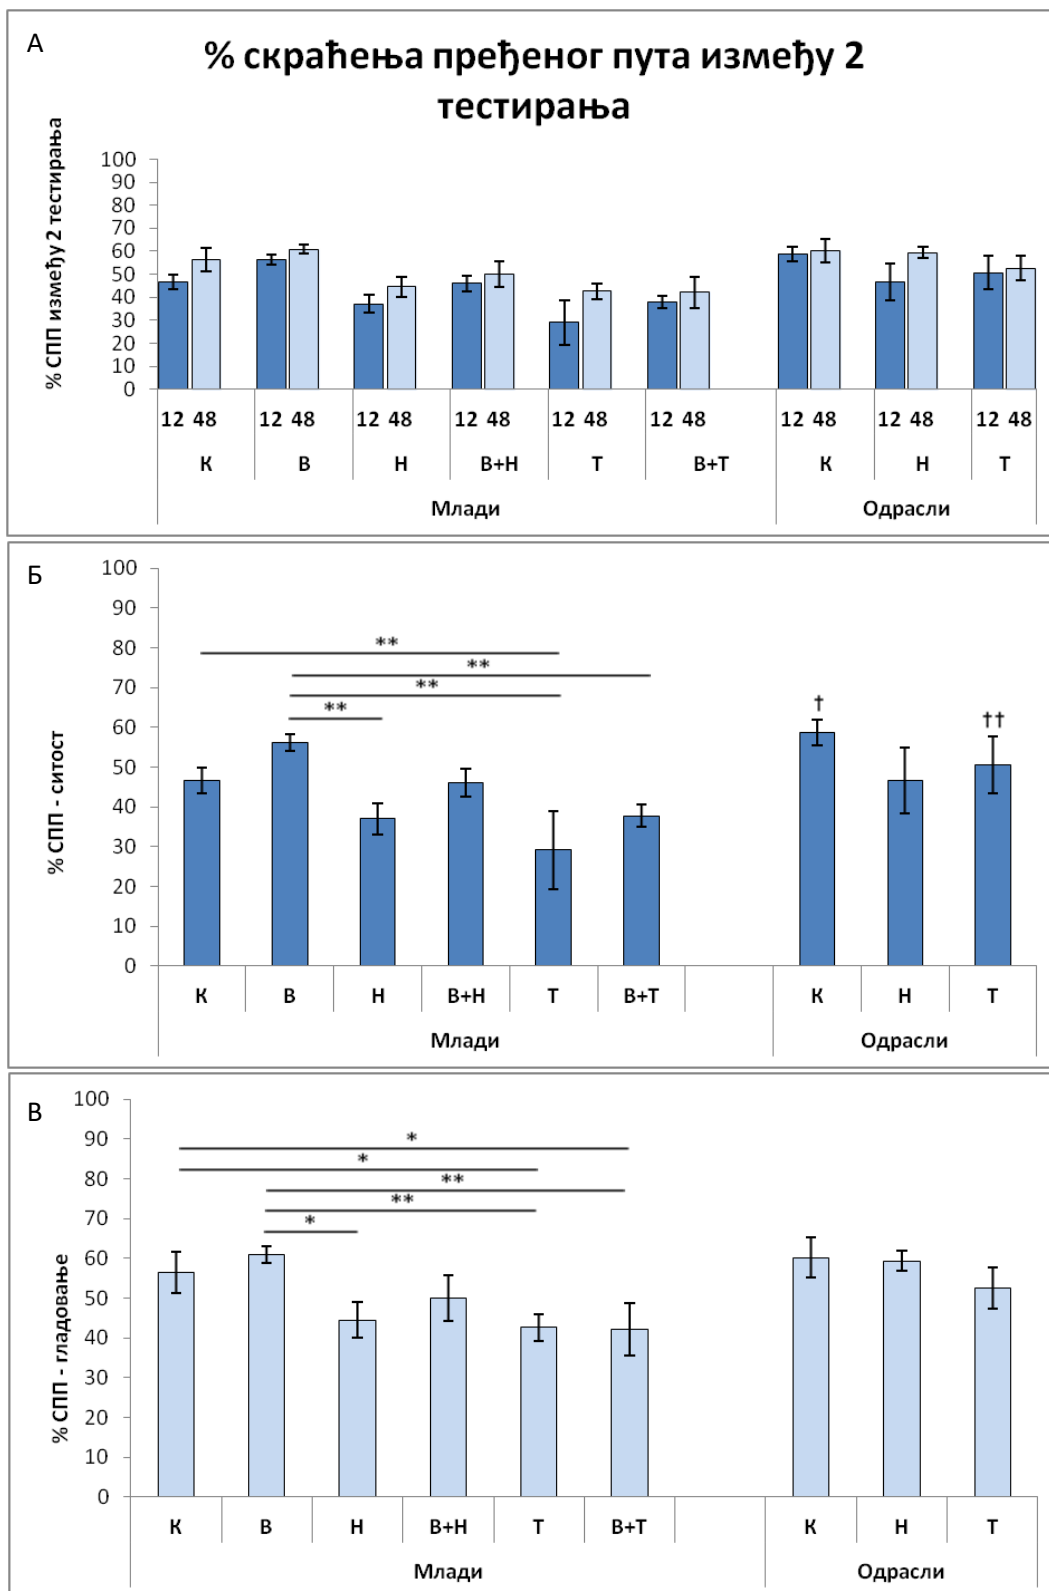 А
% скраћења пређеног пута између 2
тестирања
% СПП између 2 тестирања
100
90
80
70
60
50
40
30
20
10
0
12 48 12 48 12 48 12 48 12 48 12 48 12 48 12 48 12 48
К В Н В+Н Т В+Т К Н Т
Млади Одрасли
Б
% СПП - ситост
100
90
80
70
60
50
40
30
20
10
0
**
**
**
**
† ††
К В Н В+Н Т В+Т К Н Т
Млади Одрасли
В
% СПП - гладовање
100
90
80
70
60
50
40
30
20
10
0
*
*
**
**
*
К В Н В+Н Т В+Т К Н Т
Млади Одрасли